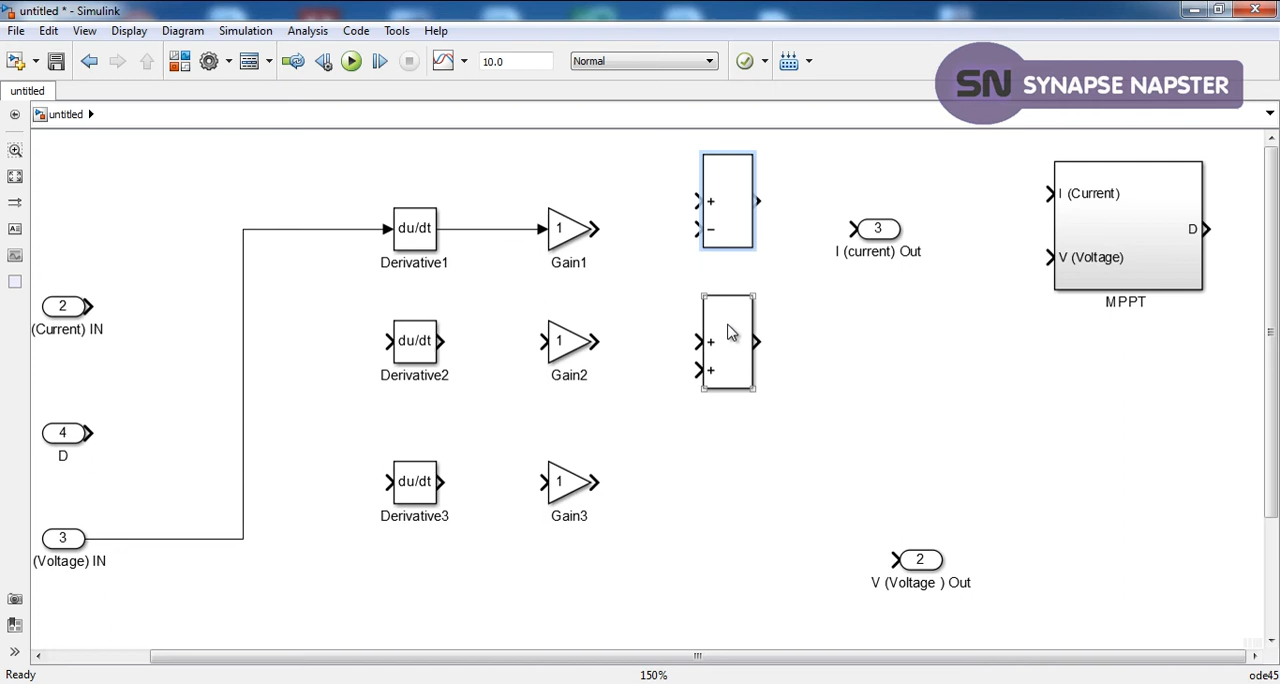 untitled * - Simulink
File Edit View Display Diagram Simulation Analysis Code Tools Help
10.0 Normal
SN SYNAPSE NAPSTER
untitled
untitled
+
−
1
du/dt
Derivative1
Gain1
3
I (current) Out
I (Current)
D
V (Voltage)
MPPT
2
(Current) IN
du/dt
Derivative2
1
Gain2
+
+
4
D
du/dt
Derivative3
1
Gain3
3
(Voltage) IN
2
V (Voltage ) Out
Ready 150% ode45